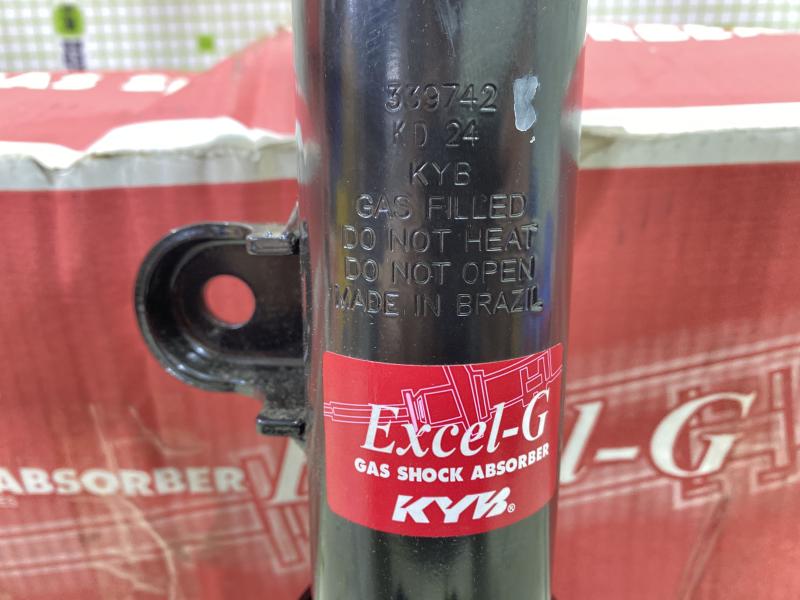 339742
KD 24
KYB
GAS FILLED
DO NOT HEAT
DO NOT OPEN
MADE IN BRAZIL
Excel-G
GAS SHOCK ABSORBER
KYB®
ABSORBER
l-G